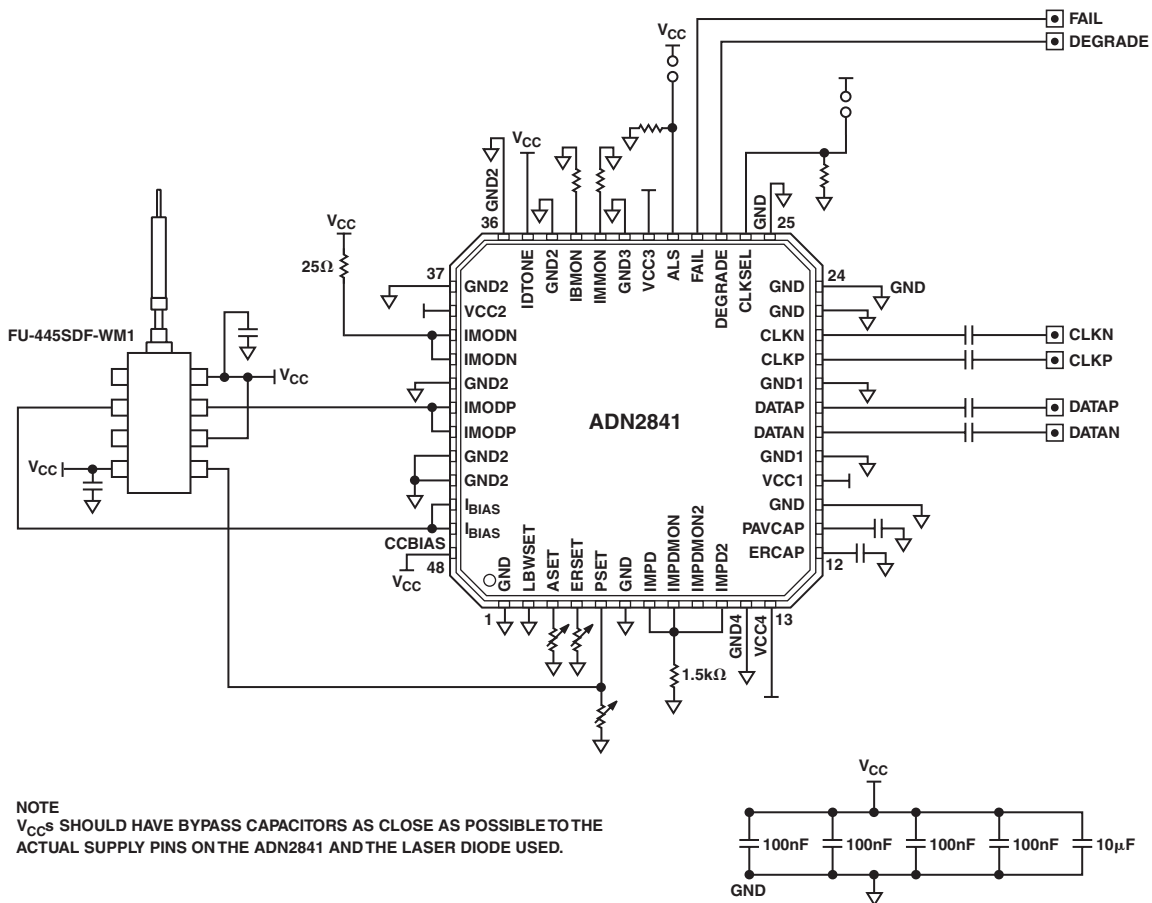 FAIL
DEGRADE
VCC
VCC
GND2
36
GND
25
VCC
25Ω
37
24
IDTONE
GND2
IBMON
IMMON
GND3
VCC3
ALS
FAIL
DEGRADE
CLKSEL
GND2
VCC2
IMODN
IMODN
GND2
IMODP
IMODP
GND2
GND2
IBIAS
IBIAS
CCBIAS
48
VCC
FU-445SDF-WM1
VCC
VCC
ADN2841
GND
GND
GND
CLKN
CLKN
CLKP
CLKP
GND1
DATAP
DATAP
DATAN
DATAN
GND1
VCC1
GND
PAVCAP
ERCAP
12
GND
LBWSET
ASET
ERSET
PSET
GND
IMPD
IMPDMON
IMPDMON2
IMPD2
GND4
VCC4
1
13
1.5kΩ
NOTE
VCCs SHOULD HAVE BYPASS CAPACITORS AS CLOSE AS POSSIBLE TO THE
ACTUAL SUPPLY PINS ON THE ADN2841 AND THE LASER DIODE USED.
VCC
100nF
100nF
100nF
100nF
10μF
GND